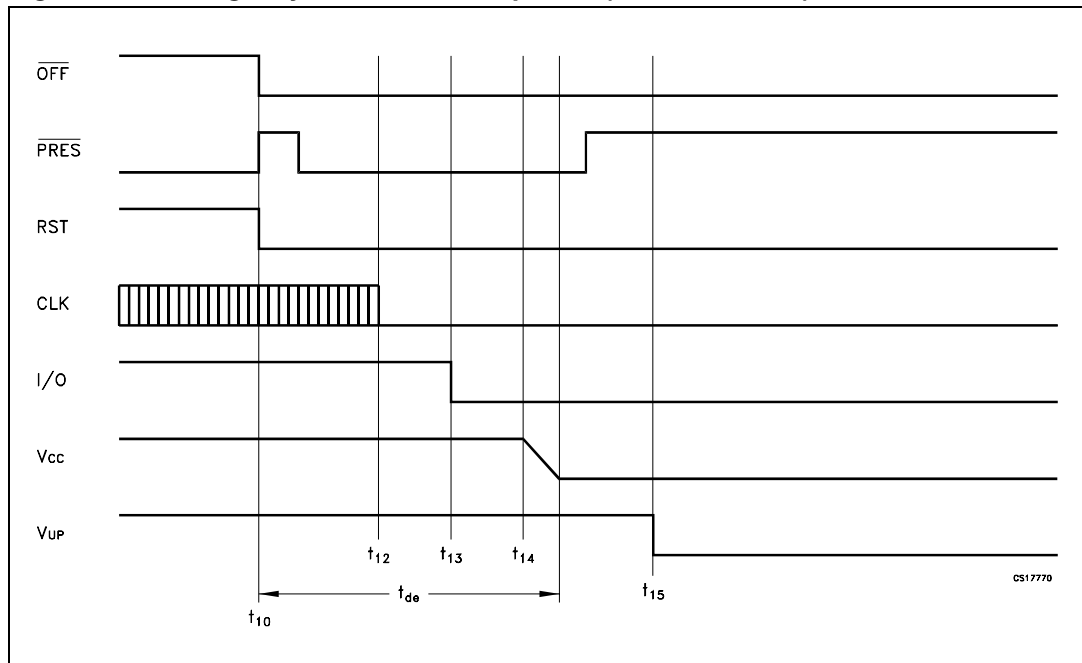 OFF
PRES
RST
CLK
I/O
Vcc
VUP
t12
t13
t14
t15
CS17770
tde
t10